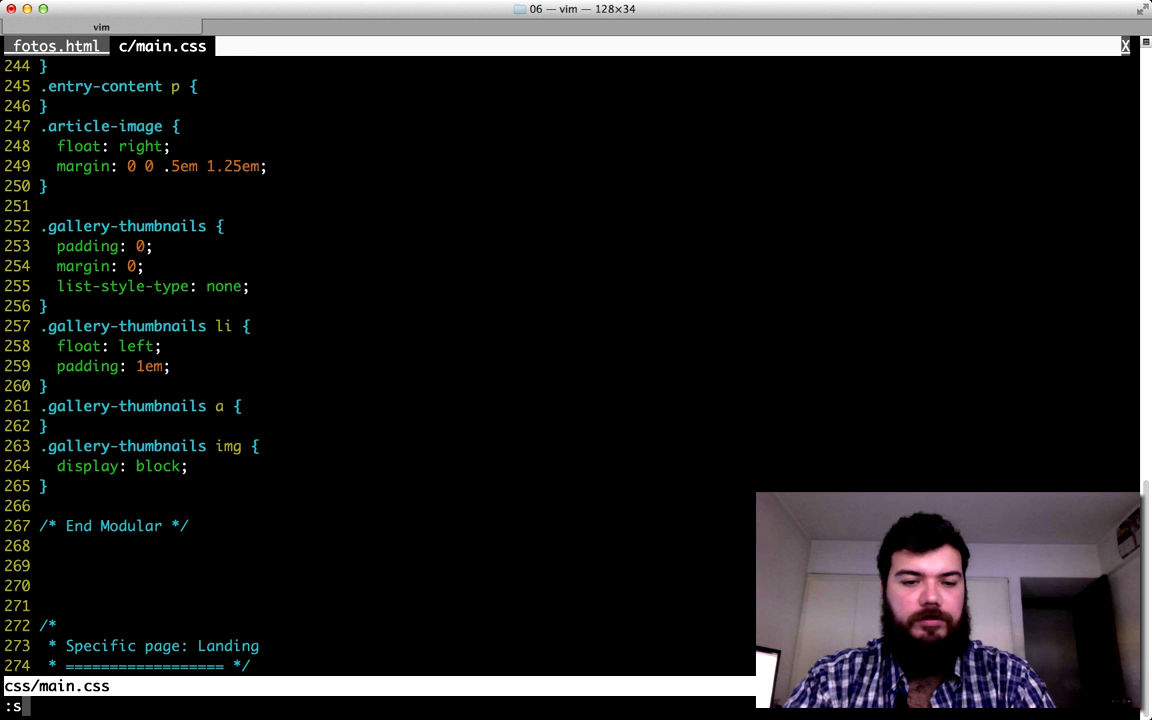 06 — vim — 128×34
vim
fotos.html c/main.css X
244 }
245 .entry-content p {
246 }
247 .article-image {
248   float: right;
249   margin: 0 0 .5em 1.25em;
250 }
251
252 .gallery-thumbnails {
253   padding: 0;
254   margin: 0;
255   list-style-type: none;
256 }
257 .gallery-thumbnails li {
258   float: left;
259   padding: 1em;
260 }
261 .gallery-thumbnails a {
262 }
263 .gallery-thumbnails img {
264   display: block;
265 }
266
267 /* End Modular */
268
269
270
271
272 /*
273  * Specific page: Landing
274  * ================== */
css/main.css
:s